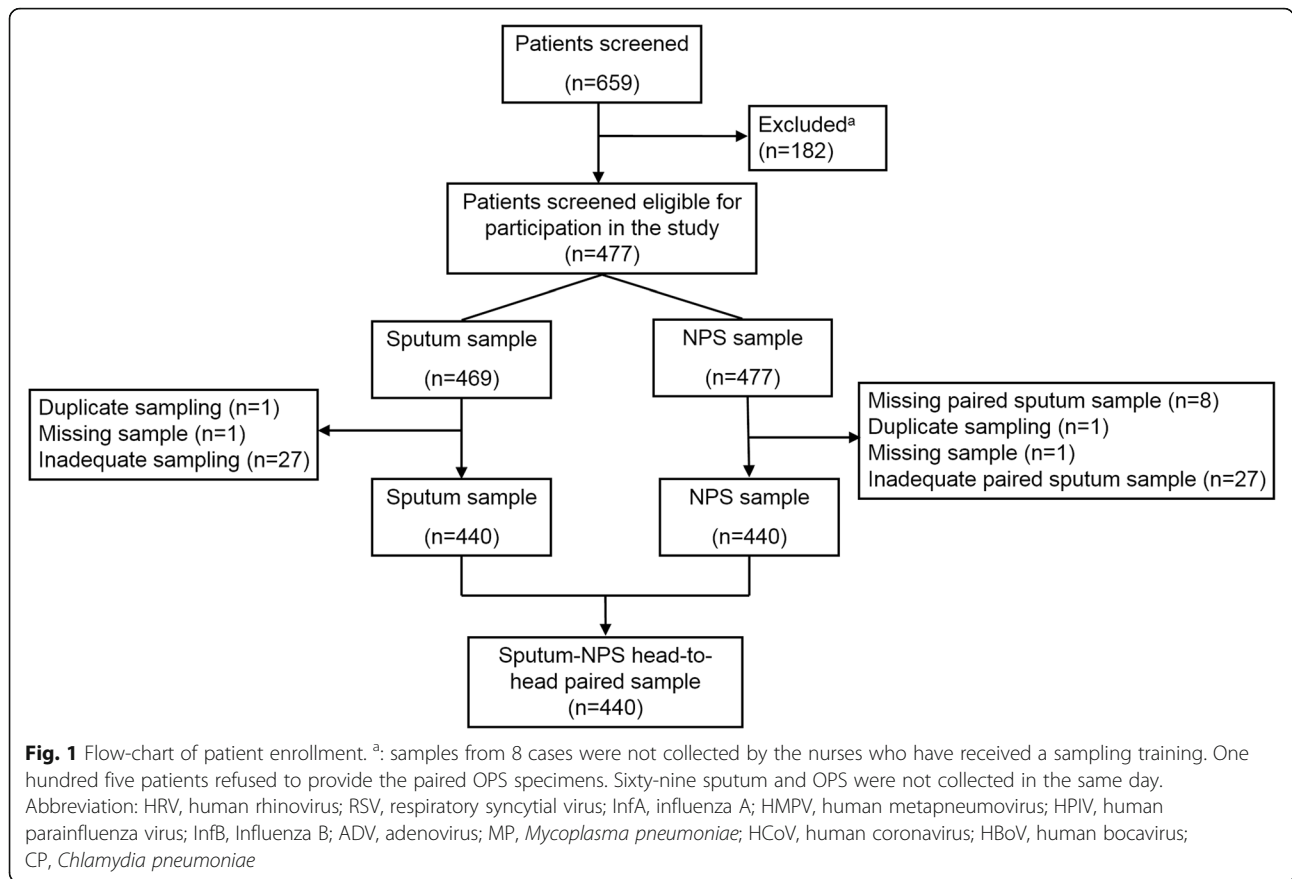 Patients screened
(n=659)
Excludedᵃ
(n=182)
Patients screened eligible for
participation in the study
(n=477)
Sputum sample
(n=469)
NPS sample
(n=477)
Duplicate sampling (n=1)
Missing sample (n=1)
Inadequate sampling (n=27)
Missing paired sputum sample (n=8)
Duplicate sampling (n=1)
Missing sample (n=1)
Inadequate paired sputum sample (n=27)
Sputum sample
(n=440)
NPS sample
(n=440)
Sputum-NPS head-to-
head paired sample
(n=440)
Fig. 1 Flow-chart of patient enrollment. ᵃ: samples from 8 cases were not collected by the nurses who have received a sampling training. One
hundred five patients refused to provide the paired OPS specimens. Sixty-nine sputum and OPS were not collected in the same day.
Abbreviation: HRV, human rhinovirus; RSV, respiratory syncytial virus; InfA, influenza A; HMPV, human metapneumovirus; HPIV, human
parainfluenza virus; InfB, Influenza B; ADV, adenovirus; MP, Mycoplasma pneumoniae; HCoV, human coronavirus; HBoV, human bocavirus;
CP, Chlamydia pneumoniae